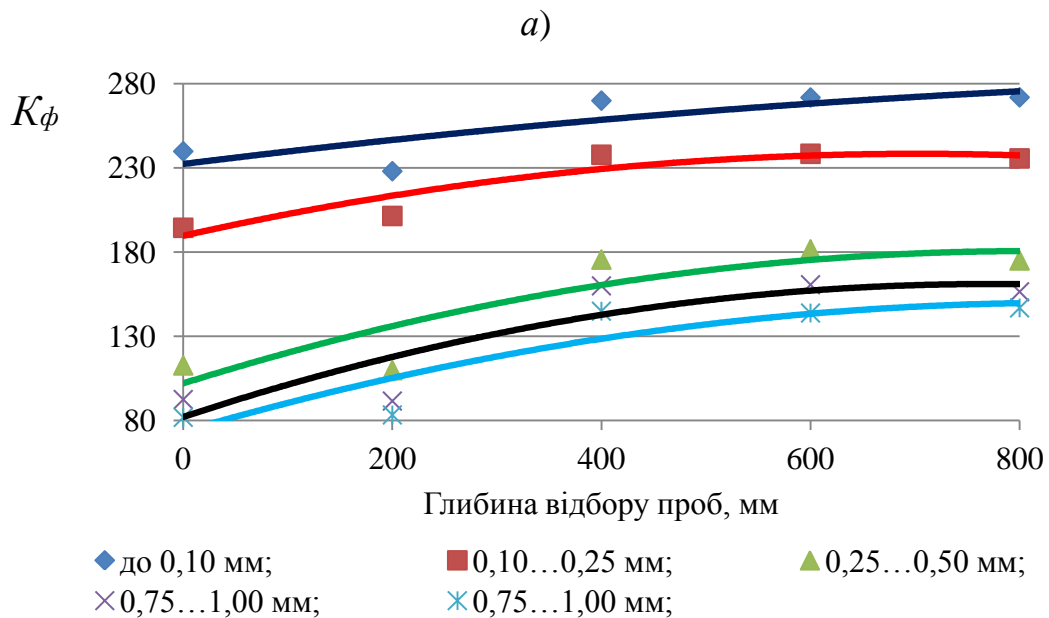 а)
Kф
280
230
180
130
80
0 200 400 600 800
Глибина відбору проб, мм
до 0,10 мм; 0,10…0,25 мм; 0,25…0,50 мм;
0,75…1,00 мм; 0,75…1,00 мм;